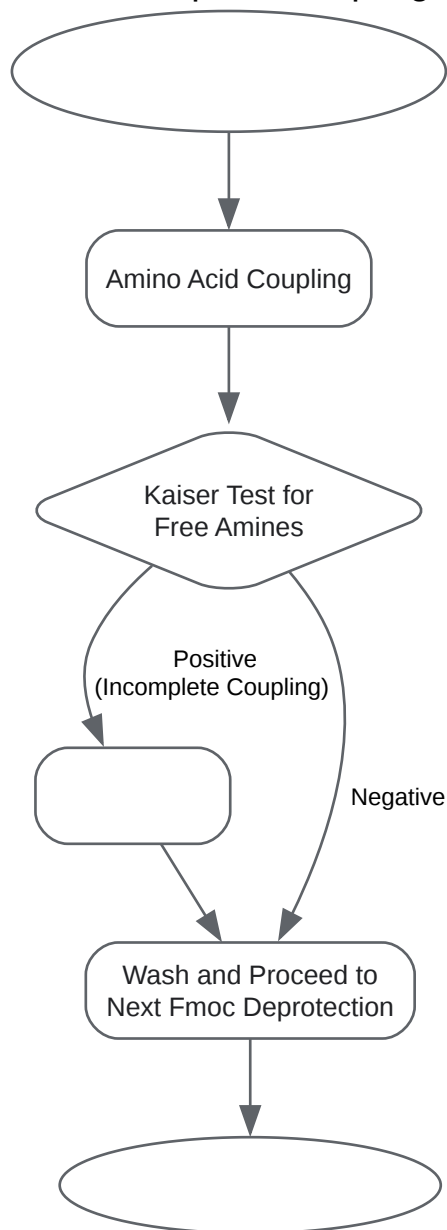 Amino Acid Coupling
Kaiser Test for
Free Amines
Positive
(Incomplete Coupling)
Negative
Wash and Proceed to
Next Fmoc Deprotection